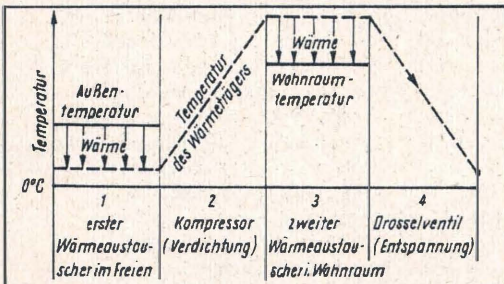 Temperatur
0°C
Außen-
temperatur
Wärme
Temperatur
des Wärmeträgers
Wärme
Wohnraum-
temperatur
1
erster
Wärmeaustau-
scher im Freien
2
Kompressor
(Verdichtung)
3
zweiter
Wärmeaustau-
scher i. Wohnraum
4
Drosselventil
(Entspannung)